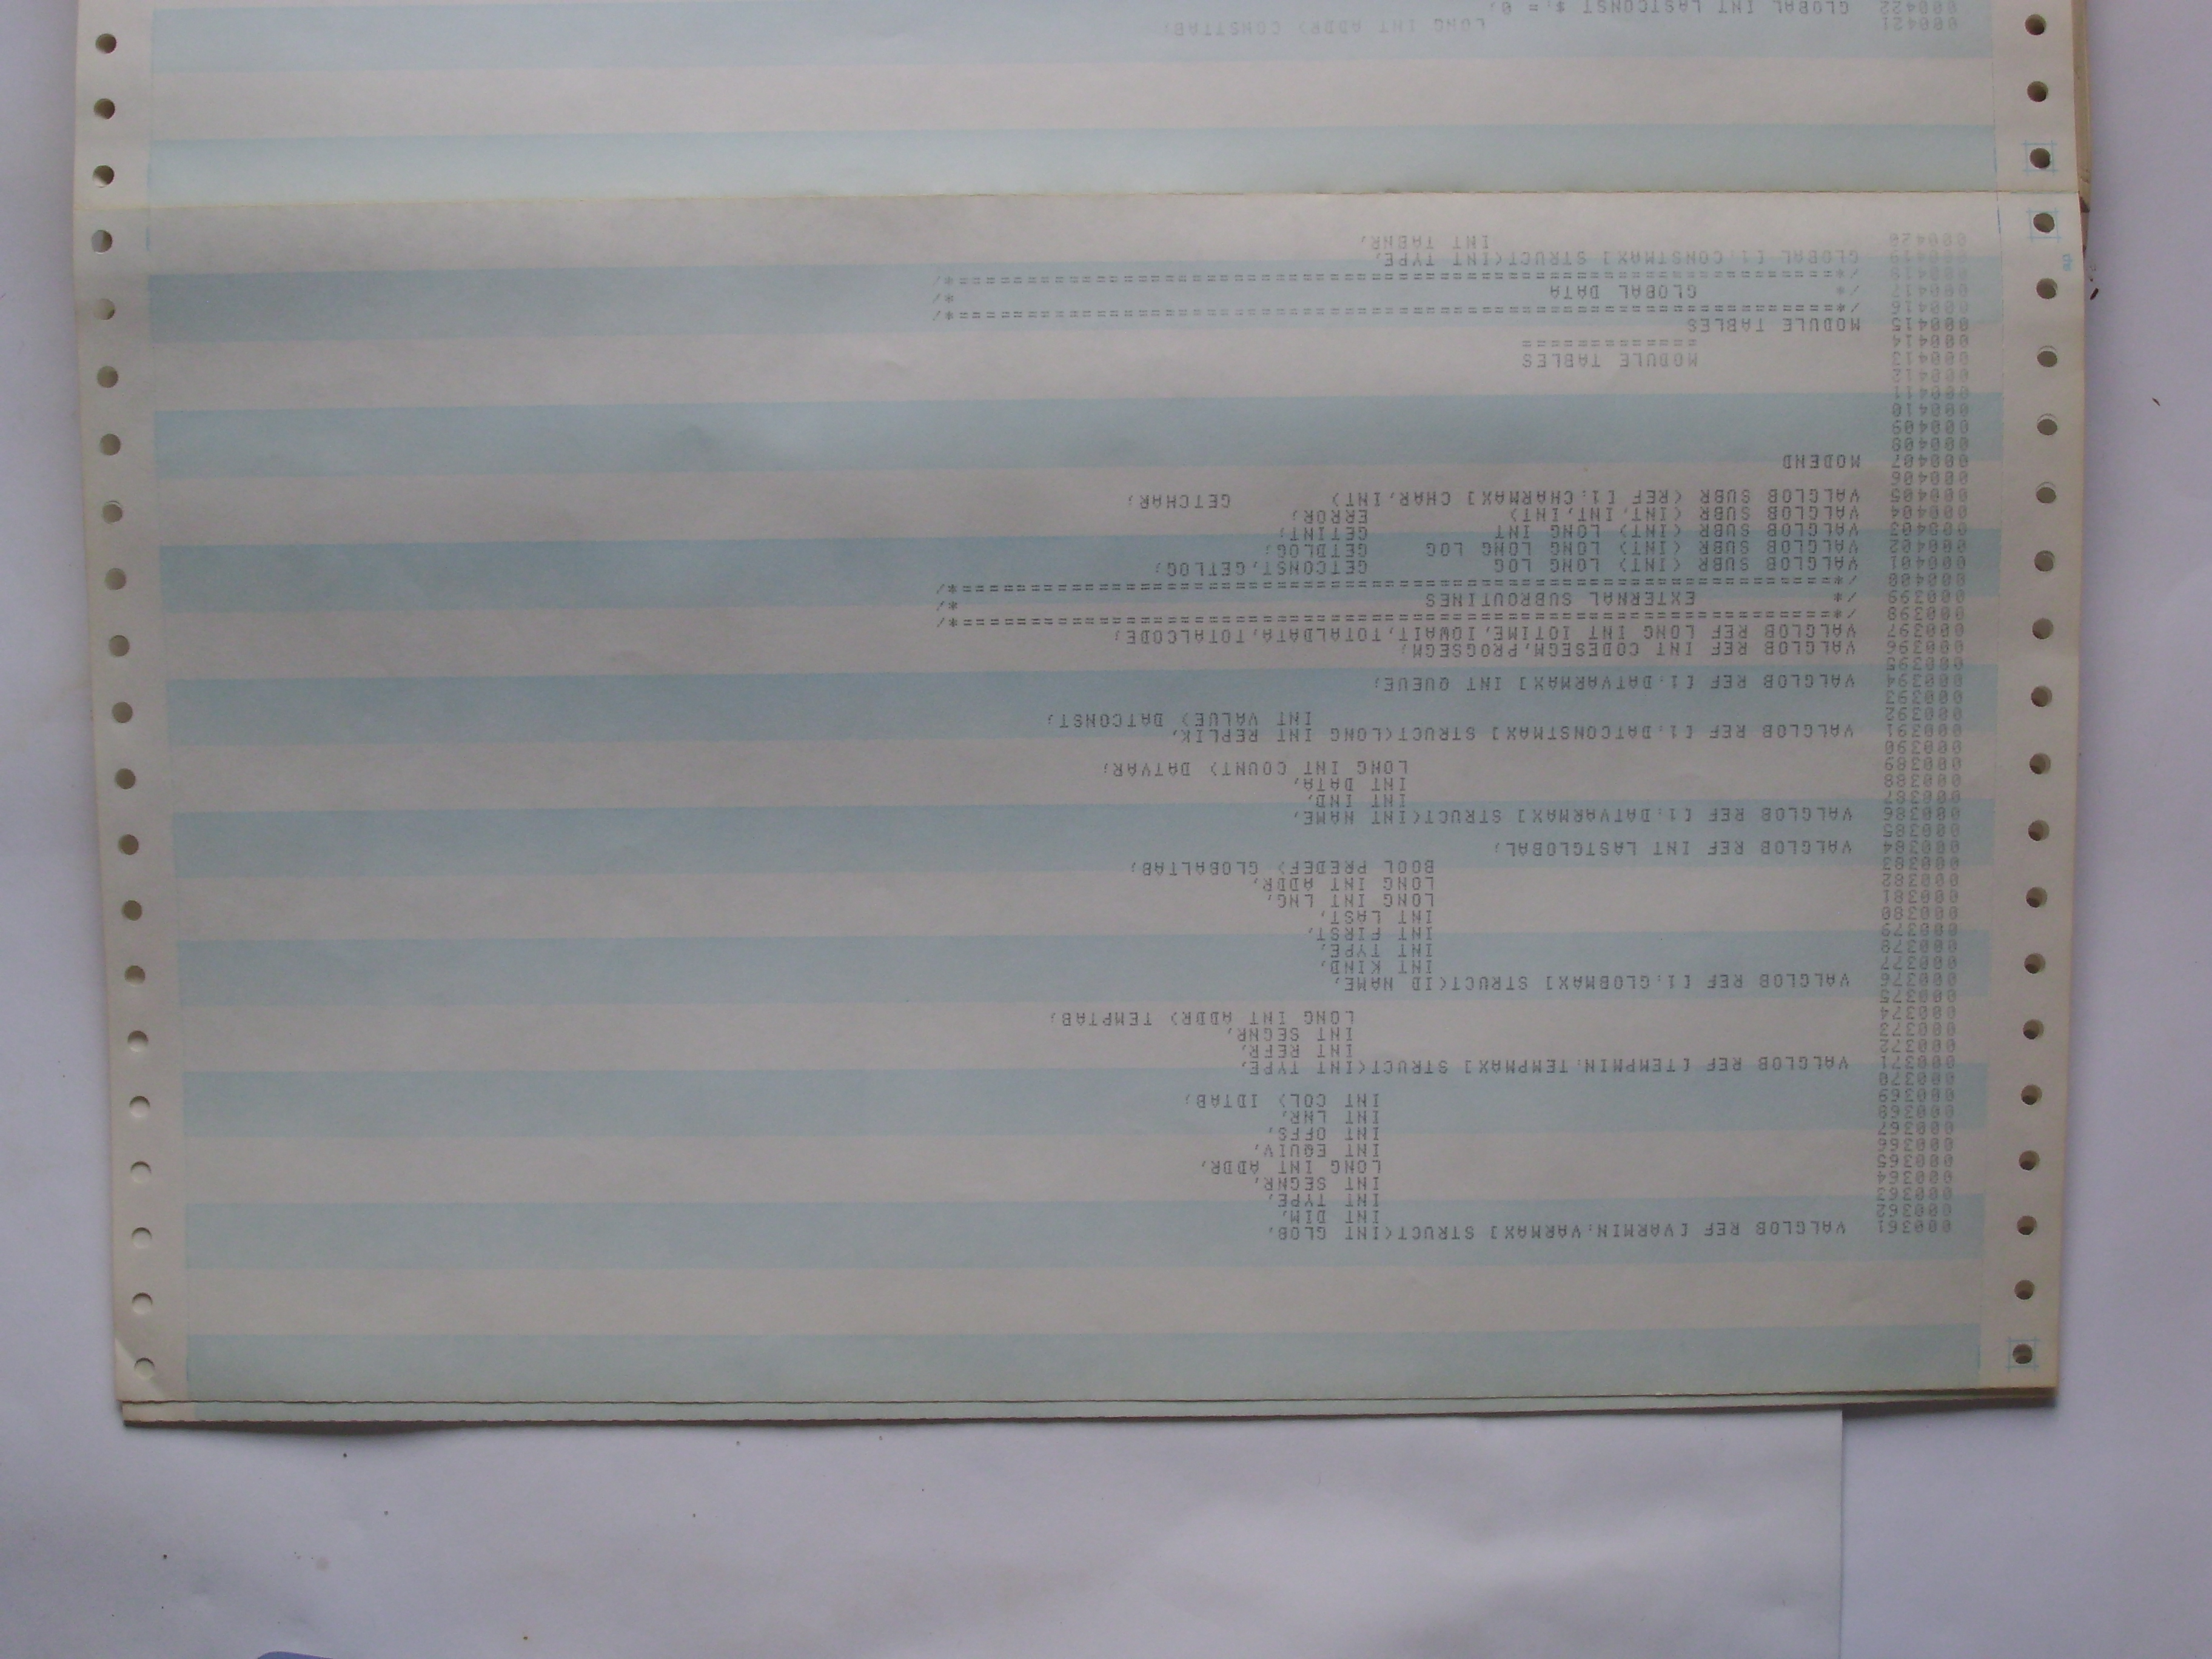 000361 VALGLOB REF [VARMIN:VARMAX] STRUCT(INT GLOB,
000362 INT DIM,
000363 INT TYPE,
000364 INT SEGNR,
000365 LONG INT ADDR,
000366 INT EQUIV,
000367 INT OFFS,
000368 INT LNR,
000369 INT COL) IDTAB;
000370
000371 VALGLOB REF [TEMPMIN:TEMPMAX] STRUCT(INT TYPE,
000372 INT REFR,
000373 INT SEGNR,
000374 LONG INT ADDR) TEMPTAB;
000375
000376 VALGLOB REF [1:GLOBMAX] STRUCT(ID NAME,
000377 INT KIND,
000378 INT TYPE,
000379 INT FIRST,
000380 INT LAST,
000381 LONG INT LNG,
000382 LONG INT ADDR,
000383 BOOL PREDEF) GLOBALTAB;
000384 VALGLOB REF INT LASTGLOBAL;
000385
000386 VALGLOB REF [1:DATVARMAX] STRUCT(INT NAME,
000387 INT IND,
000388 INT DATA,
000389 LONG INT COUNT) DATVAR;
000390
000391 VALGLOB REF [1:DATCONSTMAX] STRUCT(LONG INT REPLIK,
000392 INT VALUE) DATCONST;
000393
000394 VALGLOB REF [1:DATVARMAX] INT QUEUE;
000395
000396 VALGLOB REF INT CODESEGM,PROGSEGM;
000397 VALGLOB REF LONG INT IOTIME,IOWAIT,TOTALDATA,TOTALCODE;
000398 /*=================================================================*/
000399 /* EXTERNAL SUBROUTINES */
000400 /*=================================================================*/
000401 VALGLOB SUBR (INT) LONG LOG GETCONST,GETLOG;
000402 VALGLOB SUBR (INT) LONG LONG LOG GETDLOG;
000403 VALGLOB SUBR (INT) LONG INT GETINT;
000404 VALGLOB SUBR (INT,INT,INT) ERROR;
000405 VALGLOB SUBR (REF [1:CHARMAX] CHAR,INT) GETCHAR;
000406
000407 MODEND
000408
000409
000410
000411
000412
000413 MODULE TABLES
000414 =============
000415 MODULE TABLES
000416 /*=================================================================*/
000417 /* GLOBAL DATA */
000418 /*=================================================================*/
000419 GLOBAL [1:CONSTMAX] STRUCT(INT TYPE,
000420 INT TABNR,
000421 LONG INT ADDR) CONSTTAB;
000422 GLOBAL INT LASTCONST $:= 0;